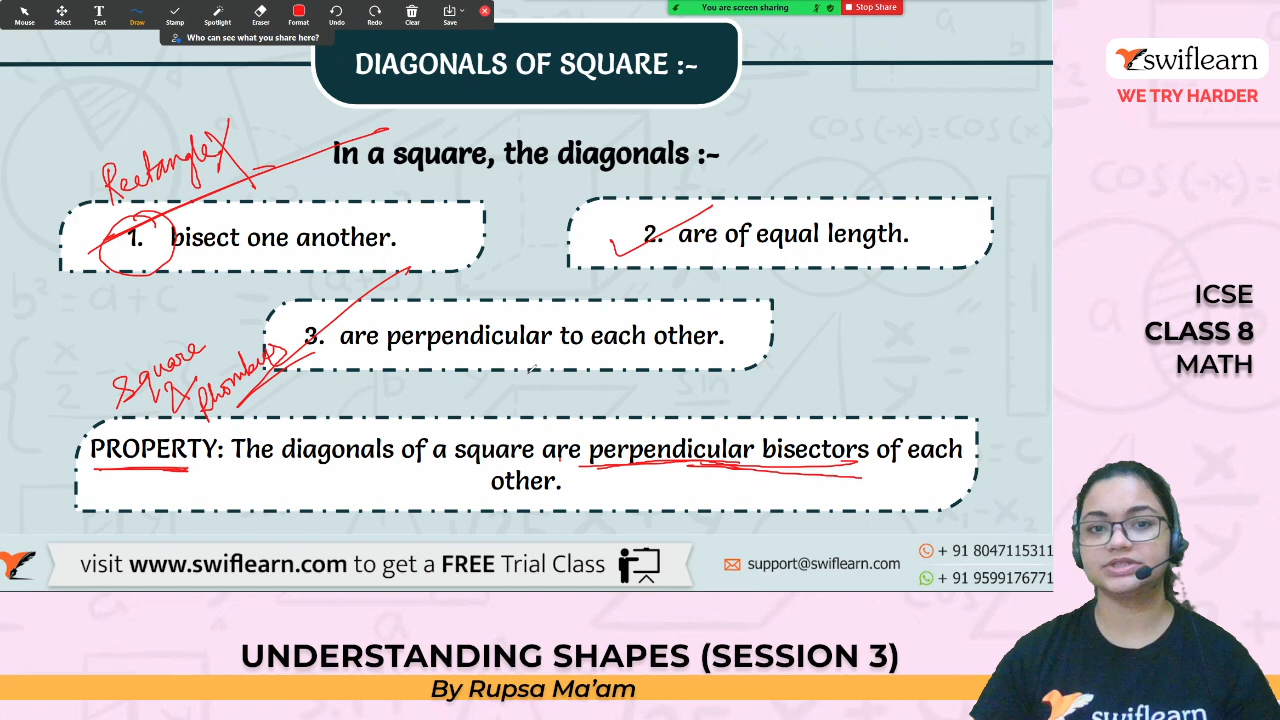 Mouse Select Text Draw Stamp Spotlight Eraser Format Undo Redo Clear Save
You are screen sharing Stop Share
Who can see what you share here?
DIAGONALS OF SQUARE :~
swiflearn
WE TRY HARDER
In a square, the diagonals :~
Rectangle
1. bisect one another.
2. are of equal length.
3. are perpendicular to each other.
Square
Rhombus
PROPERTY: The diagonals of a square are perpendicular bisectors of each
other.
ICSE
CLASS 8
MATH
visit www.swiflearn.com to get a FREE Trial Class
support@swiflearn.com
+ 91 8047115311
+ 91 9599176771
UNDERSTANDING SHAPES (SESSION 3)
By Rupsa Ma'am
swiflearn